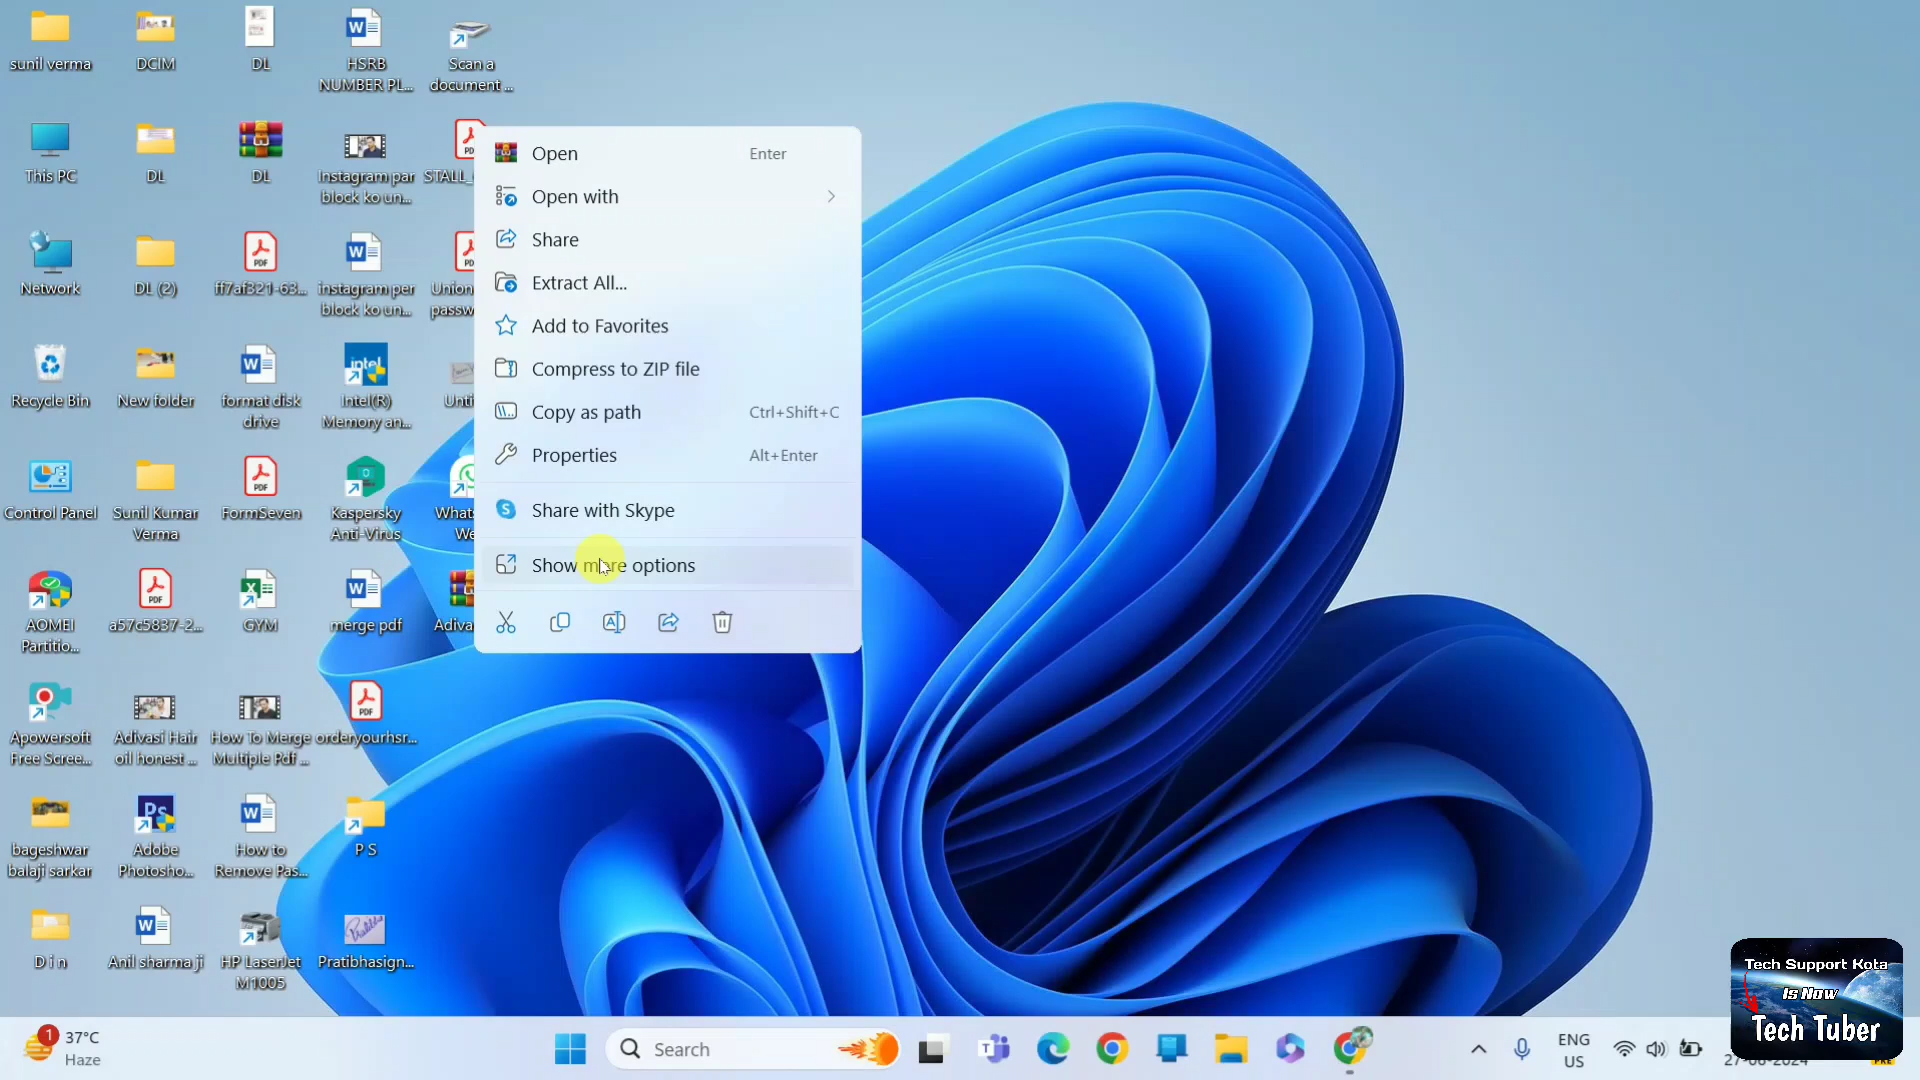 sunil verma
DCIM
DL
HSRB
NUMBER PL...
Scan a
document ...
This PC
DL
DL
Instagram par
block ko un...
STALL_
Network
DL (2)
ff7af321-63...
instagram per
block ko un...
Union
passw
Recycle Bin
New folder
format disk
drive
Intel(R)
Memory an...
Unti
Control Panel
Sunil Kumar
Verma
FormSeven
Kaspersky
Anti-Virus
What
We
AOMEI
Partitio...
a57c5837-2...
GYM
merge pdf
Adiva
Apowersoft
Free Scree...
Adivasi Hair
oil honest ...
How To Merge
Multiple Pdf ...
orderyourhsr...
bageshwar
balaji sarkar
Adobe
Photosho...
How to
Remove Pas...
P S
D i n
Anil sharma ji
HP LaserJet
M1005
Pratibhasign...
Open Enter
Open with
Share
Extract All...
Add to Favorites
Compress to ZIP file
Copy as path Ctrl+Shift+C
Properties Alt+Enter
Share with Skype
Show more options
Tech Support Kota
Is Now
Tech Tuber
1
37°C
Haze
Search
ENG
US
PRE